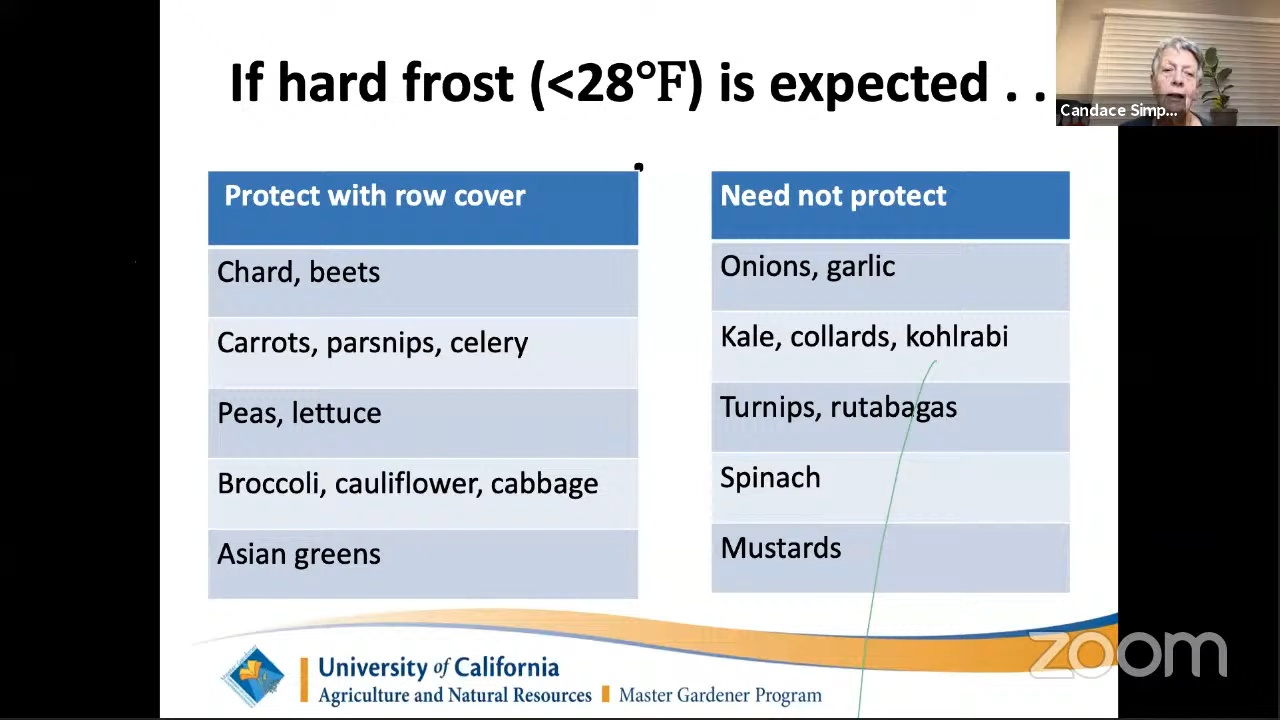 If hard frost (<28°F) is expected . .
.
Candace Simp...
Protect with row cover
Chard, beets
Carrots, parsnips, celery
Peas, lettuce
Broccoli, cauliflower, cabbage
Asian greens
Need not protect
Onions, garlic
Kale, collards, kohlrabi
Turnips, rutabagas
Spinach
Mustards
University of California
Agriculture and Natural Resources Master Gardener Program
zoom